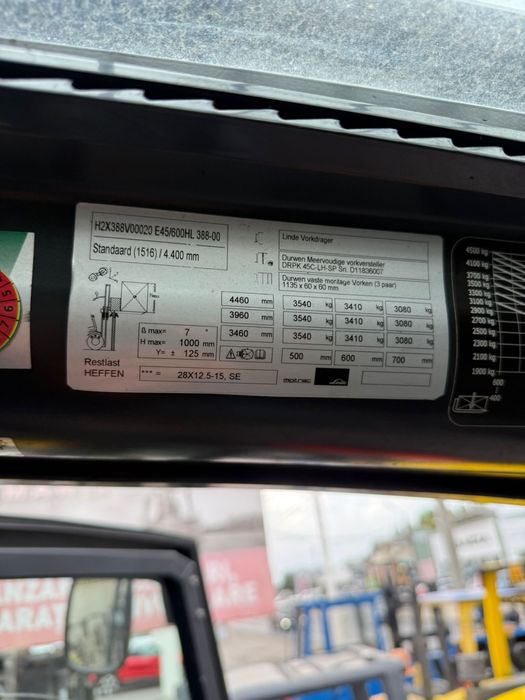 H2X388V00020 E45/600HL 388-00
Standaard (1516) / 4.400 mm
Linde Vorkdrager
Durwen Meervoudige vorkversteller
DRPK 45C-LH-SP Sn. D11836007
Durwen vaste montage Vorken (3 paar)
1135 x 60 x 60 mm
4460 mm 3540 kg 3410 kg 3080 kg
3960 mm 3540 kg 3410 kg 3080 kg
3460 mm 3540 kg 3410 kg 3080 kg
500 mm 600 mm 700 mm
ß max= 7 °
H max= 1000 mm
Y= ± 125 mm
Restlast
HEFFEN
*** = 28X12.5-15, SE
4500 kg
4100 kg
3700 kg
3500 kg
3300 kg
3100 kg
2900 kg
2700 kg
2500 kg
2300 kg
2100 kg
1900 kg
600
400
5
6
7